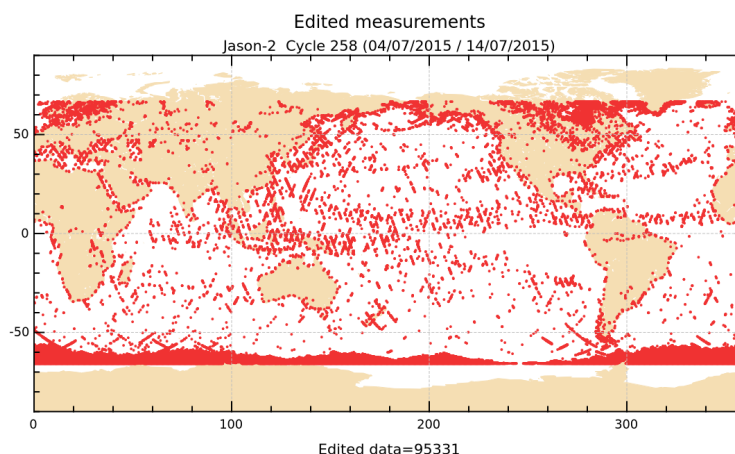 Edited measurements
Jason-2 Cycle 258 (04/07/2015 / 14/07/2015)
50
0
-50
0 100 200 300
Edited data=95331